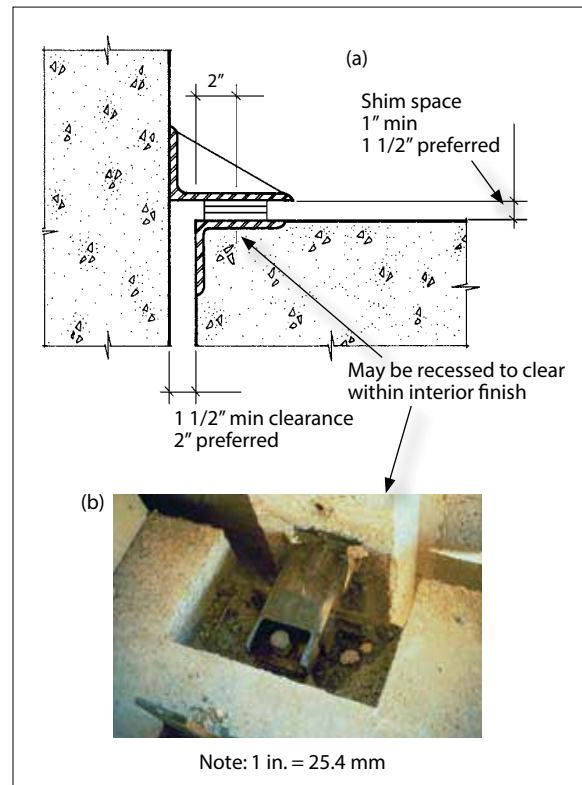 (a)
2”
Shim space
1” min
1 1/2” preferred
May be recessed to clear
within interior finish
1 1/2” min clearance
2” preferred
(b)
Note: 1 in. = 25.4 mm